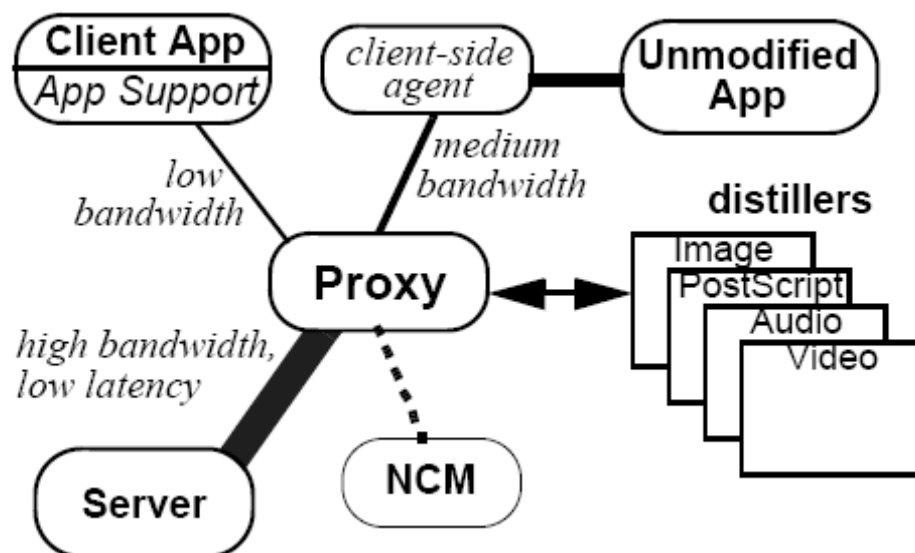 Client App
App Support
client-side
agent
Unmodified
App
low
bandwidth
medium
bandwidth
distillers
Image
PostScript
Audio
Video
Proxy
high bandwidth,
low latency
Server
NCM